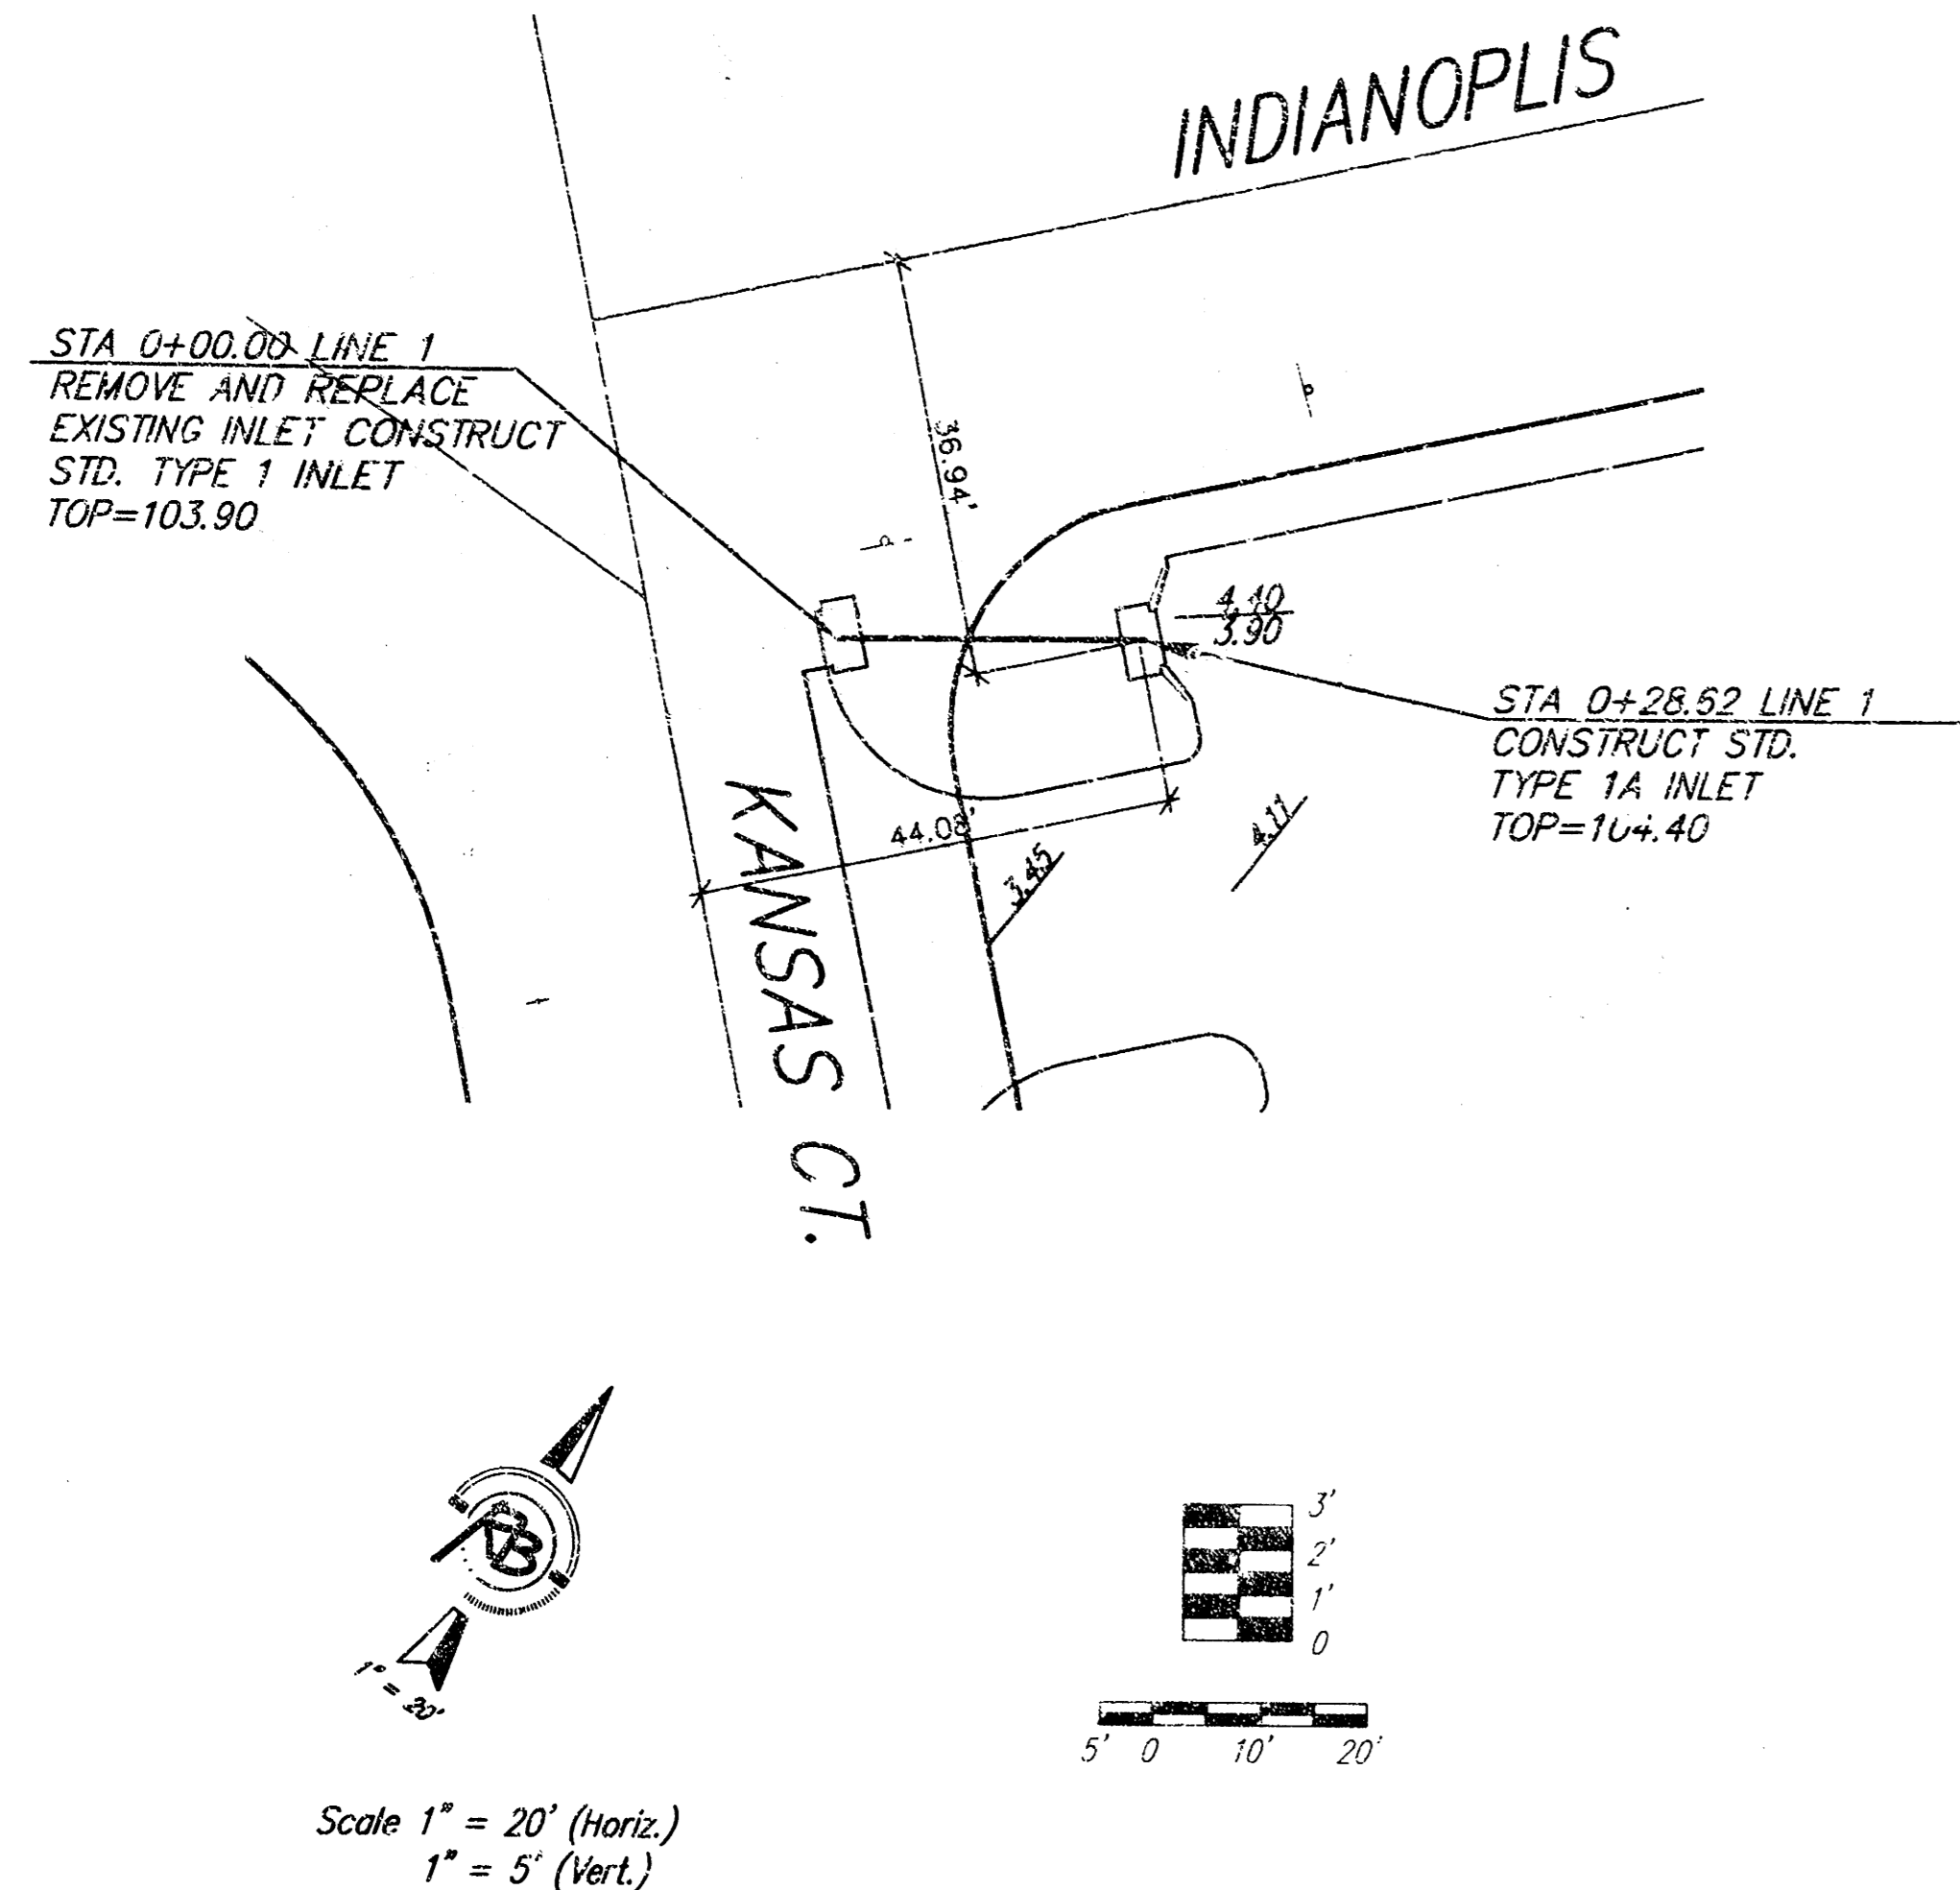 INDIANOPLIS
STA 0+00.00 LINE 1
REMOVE AND REPLACE
EXISTING INLET CONSTRUCT
STD. TYPE 1 INLET
TOP=103.90
36.94'
4.40
3.90
STA 0+28.62 LINE 1
CONSTRUCT STD.
TYPE 1A INLET
TOP=104.40
44.08'
3.45
4.11
KANSAS CT.
1" = 20'
3'
2'
1'
0
5' 0 10' 20'
Scale 1" = 20' (Horiz.)
1" = 5' (Vert.)